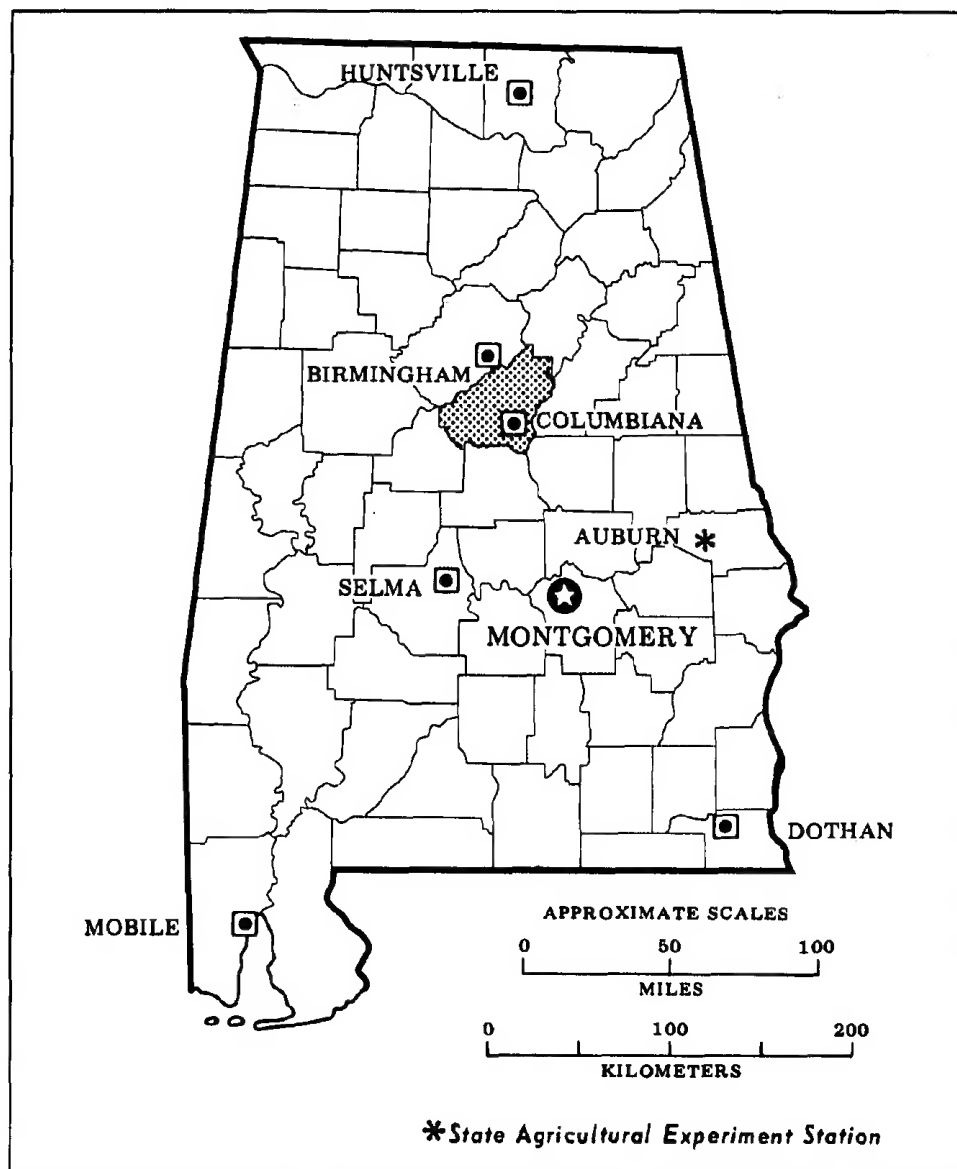 HUNTSVILLE
BIRMINGHAM
COLUMBIANA
AUBURN *
SELMA
MONTGOMERY
DOTHAN
MOBILE
APPROXIMATE SCALES
0 50 100
MILES
0 100 200
KILOMETERS
*State Agricultural Experiment Station